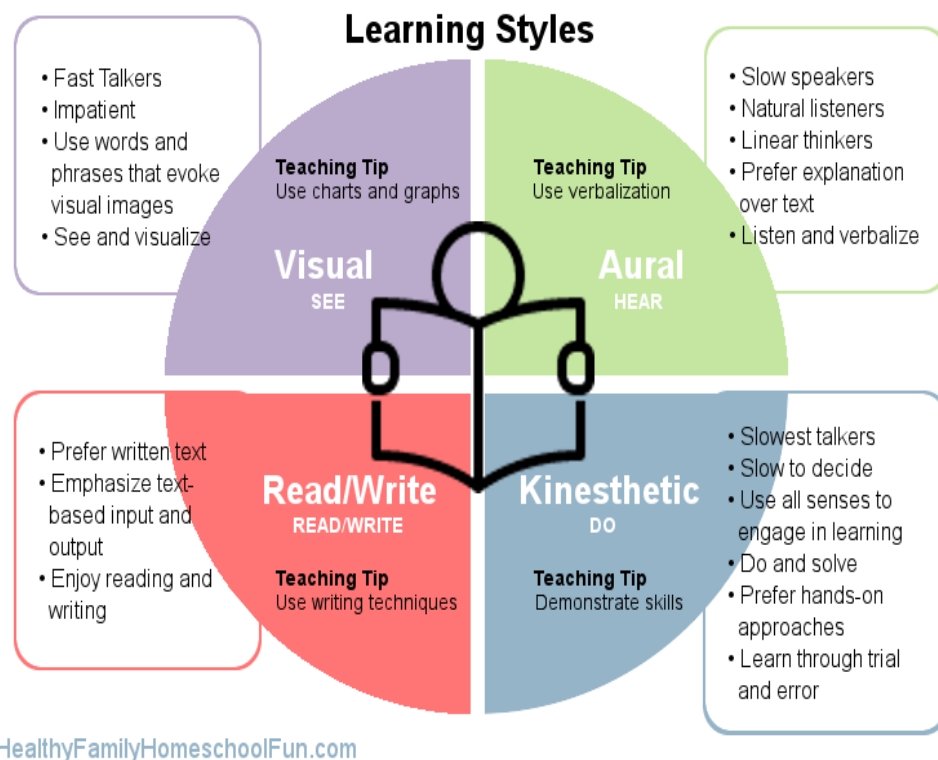 Learning Styles
• Fast Talkers
• Impatient
• Use words and
phrases that evoke
visual images
• See and visualize
Teaching Tip
Use charts and graphs
Visual
SEE
Teaching Tip
Use verbalization
Aural
HEAR
• Slow speakers
• Natural listeners
• Linear thinkers
• Prefer explanation
over text
• Listen and verbalize
• Prefer written text
• Emphasize text-
based input and
output
• Enjoy reading and
writing
Read/Write
READ/WRITE
Teaching Tip
Use writing techniques
Kinesthetic
DO
Teaching Tip
Demonstrate skills
• Slowest talkers
• Slow to decide
• Use all senses to
engage in learning
• Do and solve
• Prefer hands-on
approaches
• Learn through trial
and error
HealthyFamilyHomeschoolFun.com